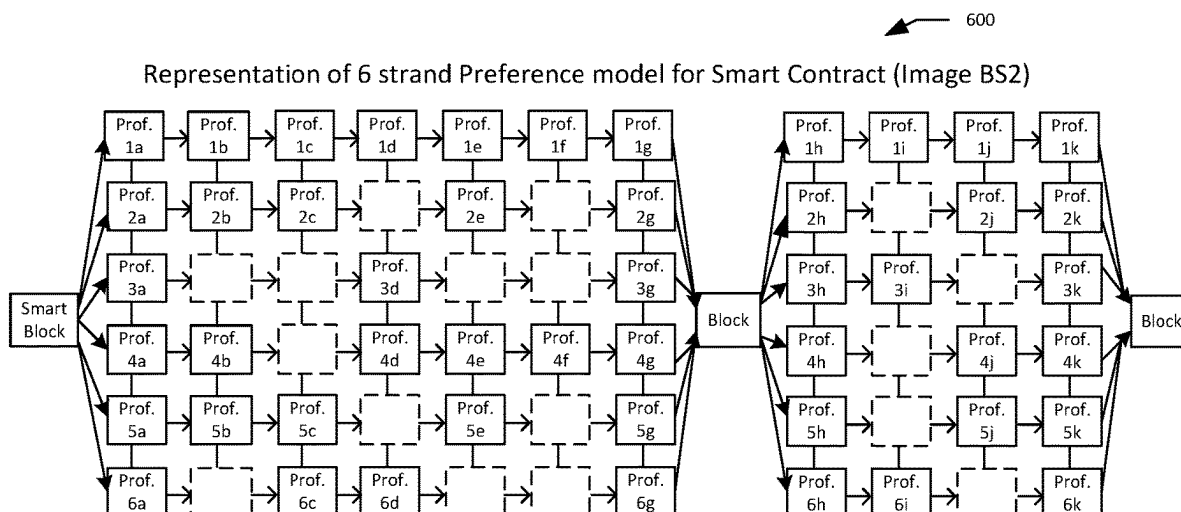 600
Representation of 6 strand Preference model for Smart Contract (Image BS2)
Prof. Prof. Prof. Prof. Prof. Prof. Prof. Prof. Prof. Prof. Prof.
1a 1b 1c 1d 1e 1f 1g 1h 1i 1j 1k
Prof. Prof. Prof. Prof. Prof. Prof. Prof. Prof.
2a 2b 2c 2e 2g 2h 2j 2k
Prof. Prof. Prof. Prof. Prof. Prof.
3a 3d 3g 3h 3i 3k
Smart
Block
Block
Block
Prof. Prof. Prof. Prof. Prof. Prof. Prof. Prof. Prof.
4a 4b 4d 4e 4f 4g 4h 4j 4k
Prof. Prof. Prof. Prof. Prof. Prof. Prof. Prof.
5a 5b 5c 5e 5g 5h 5j 5k
Prof. Prof. Prof. Prof. Prof. Prof. Prof.
6a 6c 6d 6g 6h 6i 6k